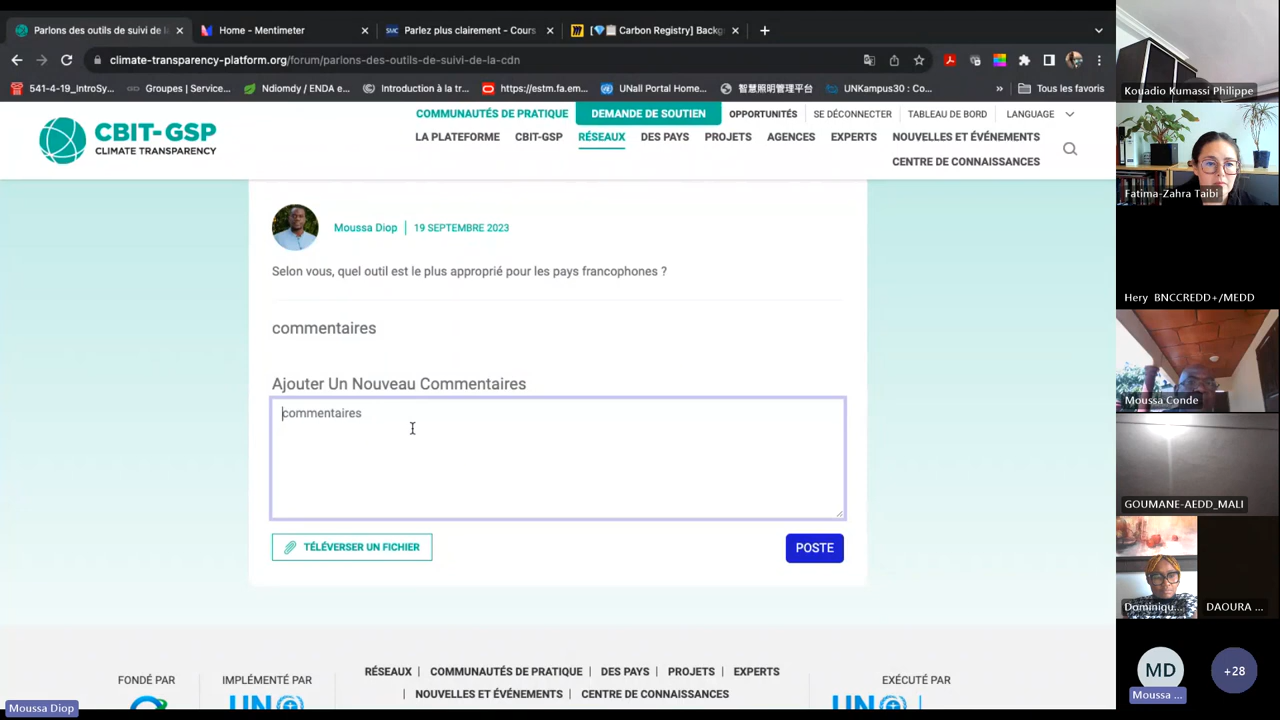 Parlons des outils de suivi de l
Home - Mentimeter
SMC
Parlez plus clairement - Cours
[💎📋 Carbon Registry] Backg
climate-transparency-platform.org/forum/parlons-des-outils-de-suivi-de-la-cdn
541-4-19_IntroSy...
Groupes | Service...
Ndiomdy / ENDA e...
Introduction à la tr...
https://estm.fa.em...
UNall Portal Home...
智慧照明管理平台
UNKampus30 : Co...
»
Tous les favoris
COMMUNAUTÉS DE PRATIQUE
DEMANDE DE SOUTIEN
OPPORTUNITÉS
SE DÉCONNECTER
TABLEAU DE BORD
LANGUAGE
CBIT-GSP
CLIMATE TRANSPARENCY
LA PLATEFORME
CBIT-GSP
RÉSEAUX
DES PAYS
PROJETS
AGENCES
EXPERTS
NOUVELLES ET ÉVÉNEMENTS
CENTRE DE CONNAISSANCES
Moussa Diop | 19 SEPTEMBRE 2023
Selon vous, quel outil est le plus approprié pour les pays francophones ?
commentaires
Ajouter Un Nouveau Commentaires
commentaires
TÉLÉVERSER UN FICHIER
POSTE
FONDÉ PAR
IMPLÉMENTÉ PAR
UN
RÉSEAUX | COMMUNAUTÉS DE PRATIQUE | DES PAYS | PROJETS | EXPERTS
| NOUVELLES ET ÉVÉNEMENTS | CENTRE DE CONNAISSANCES
EXÉCUTÉ PAR
UN
Moussa Diop
Kouadio Kumassi Philippe
Fatima-Zahra Taibi
Hery BNCCREDD+/MEDD
Moussa Conde
GOUMANE-AEDD_MALI
Dominiqu...
DAOURA ...
MD
Moussa ...
+28